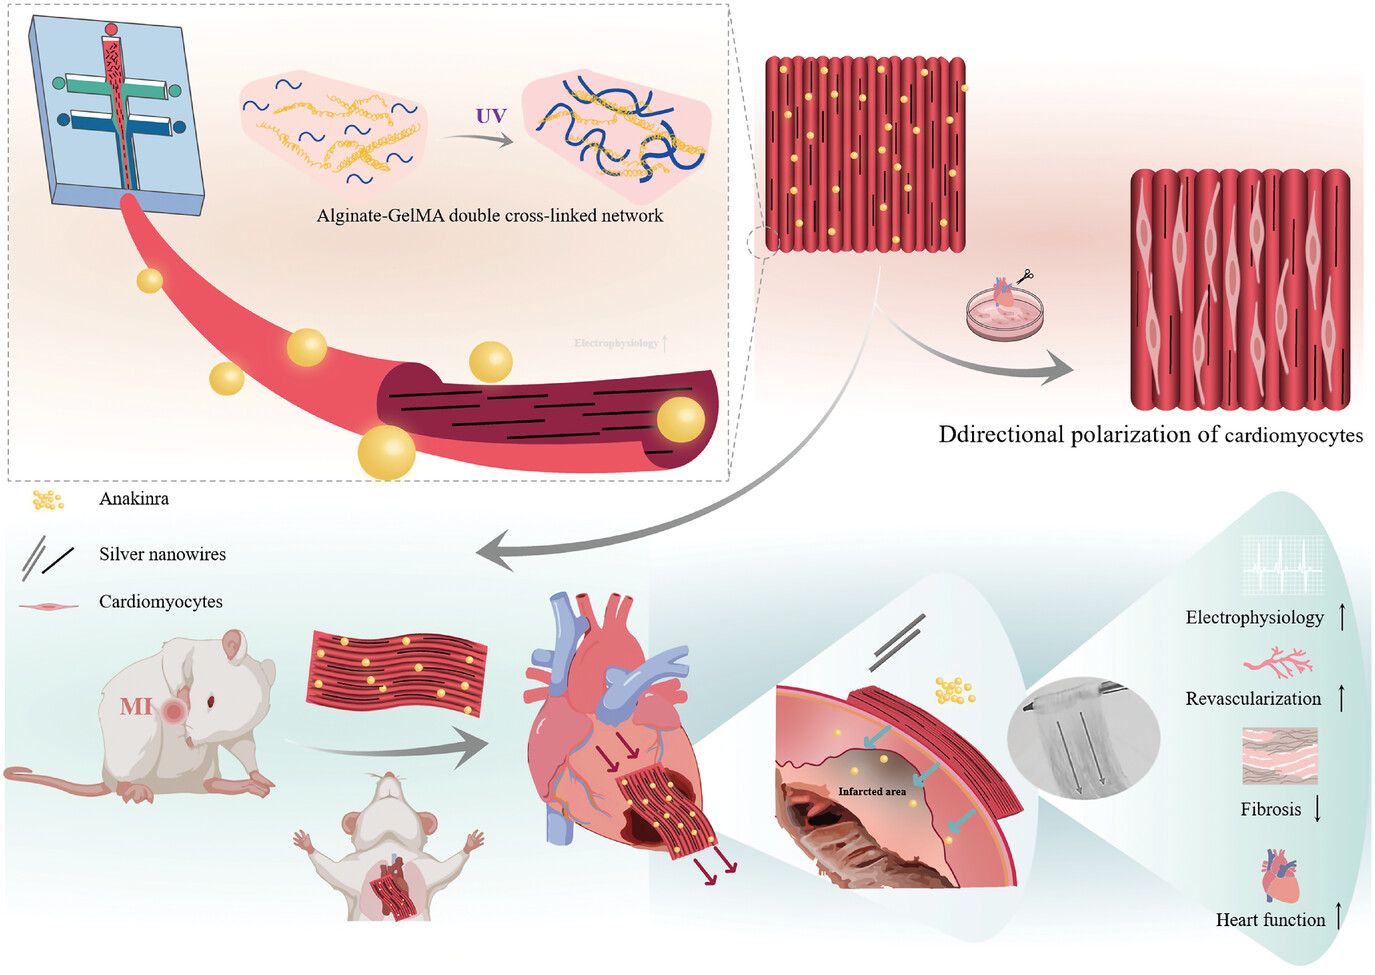 UV
Alginate-GelMA double cross-linked network
Electrophysiology ↑
Ddirectional polarization of cardiomyocytes
Anakinra
Silver nanowires
Cardiomyocytes
MI
Infarcted area
Electrophysiology ↑
Revascularization ↑
Fibrosis ↓
Heart function ↑